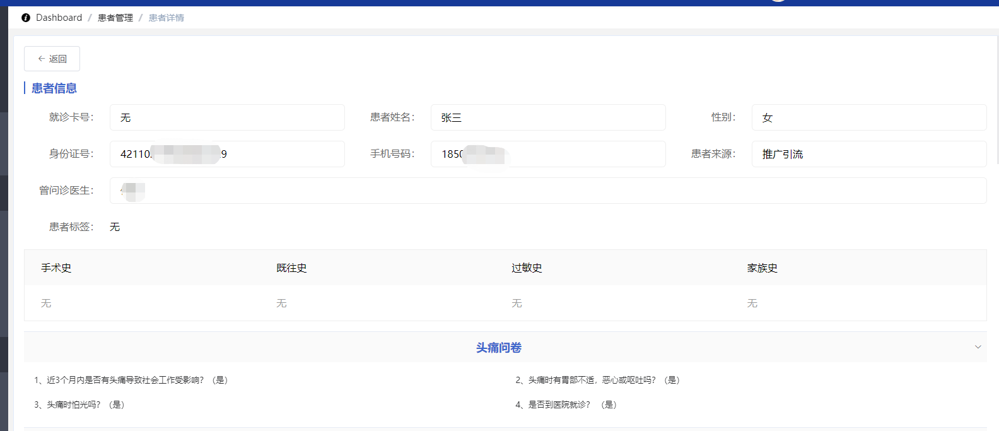 Dashboard / 患者管理 / 患者详情
← 返回
患者信息
就诊卡号： 无 患者姓名： 张三 性别： 女
身份证号： 42110 9 手机号码： 185 患者来源： 推广引流
曾问诊医生：
患者标签： 无
手术史 既往史 过敏史 家族史
无 无 无 无
头痛问卷
1、近3个月内是否有头痛导致社会工作受影响？（是） 2、头痛时有胃部不适，恶心或呕吐吗？（是）
3、头痛时怕光吗？（是） 4、是否到医院就诊？（是）